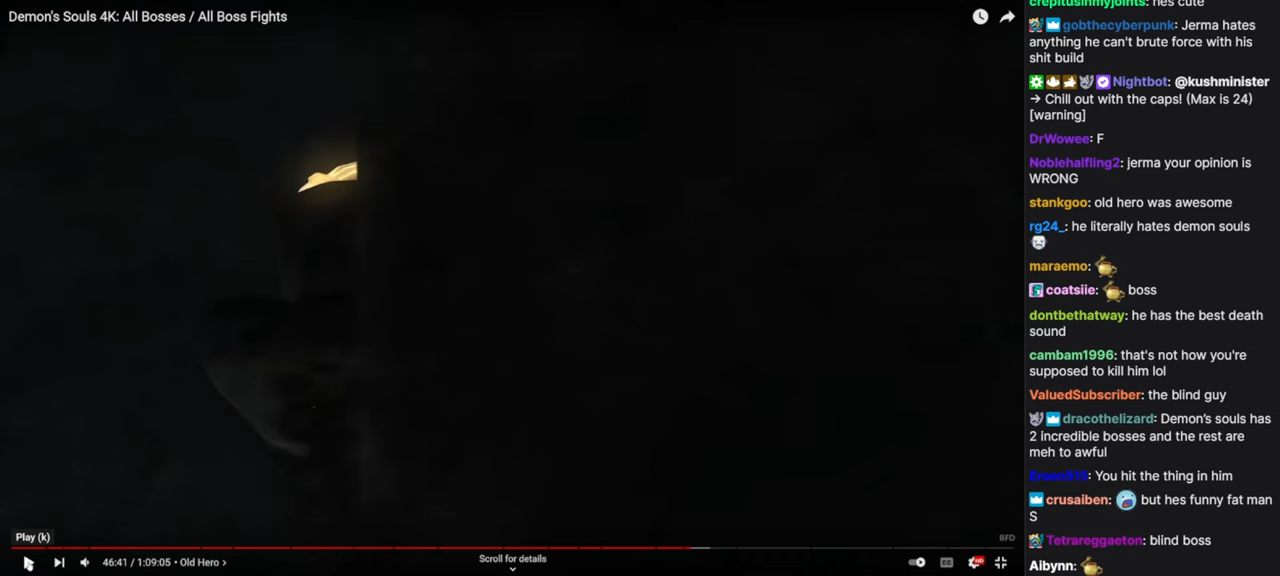 Demon's Souls 4K: All Bosses / All Boss Fights
Play (k)
46:41 / 1:09:05 • Old Hero ›
Scroll for details
CC
HD
BFD
crepitusinmyjoints: hes cute
gobthecyberpunk: Jerma hates
anything he can't brute force with his
shit build
Nightbot: @kushminister
→ Chill out with the caps! (Max is 24)
[warning]
DrWowee: F
Noblehalfling2: jerma your opinion is
WRONG
stankgoo: old hero was awesome
rg24_: he literally hates demon souls
maraemo:
coatsiie: boss
dontbethatway: he has the best death
sound
cambam1996: that's not how you're
supposed to kill him lol
ValuedSubscriber: the blind guy
dracothelizard: Demon's souls has
2 incredible bosses and the rest are
meh to awful
: You hit the thing in him
crusaiben: but hes funny fat man
S
Tetrareggaeton: blind boss
Aibynn: